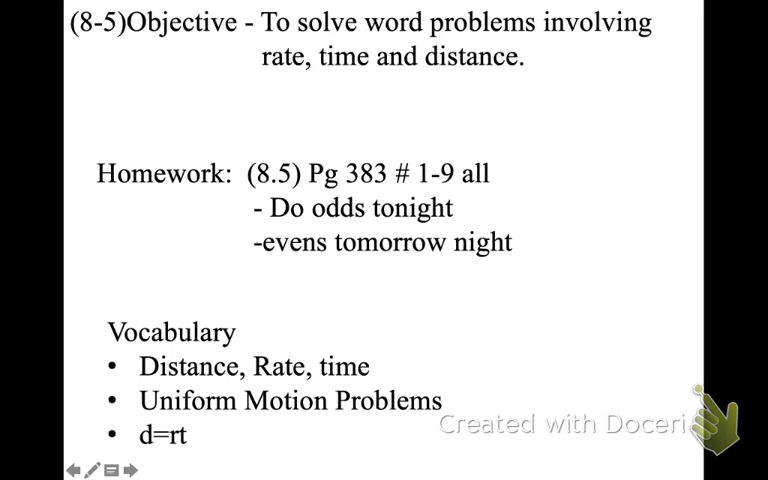 (8-5)Objective - To solve word problems involving
rate, time and distance.
Homework: (8.5) Pg 383 # 1-9 all
- Do odds tonight
-evens tomorrow night
Vocabulary
• Distance, Rate, time
• Uniform Motion Problems
• d=rt
Created with Doceri